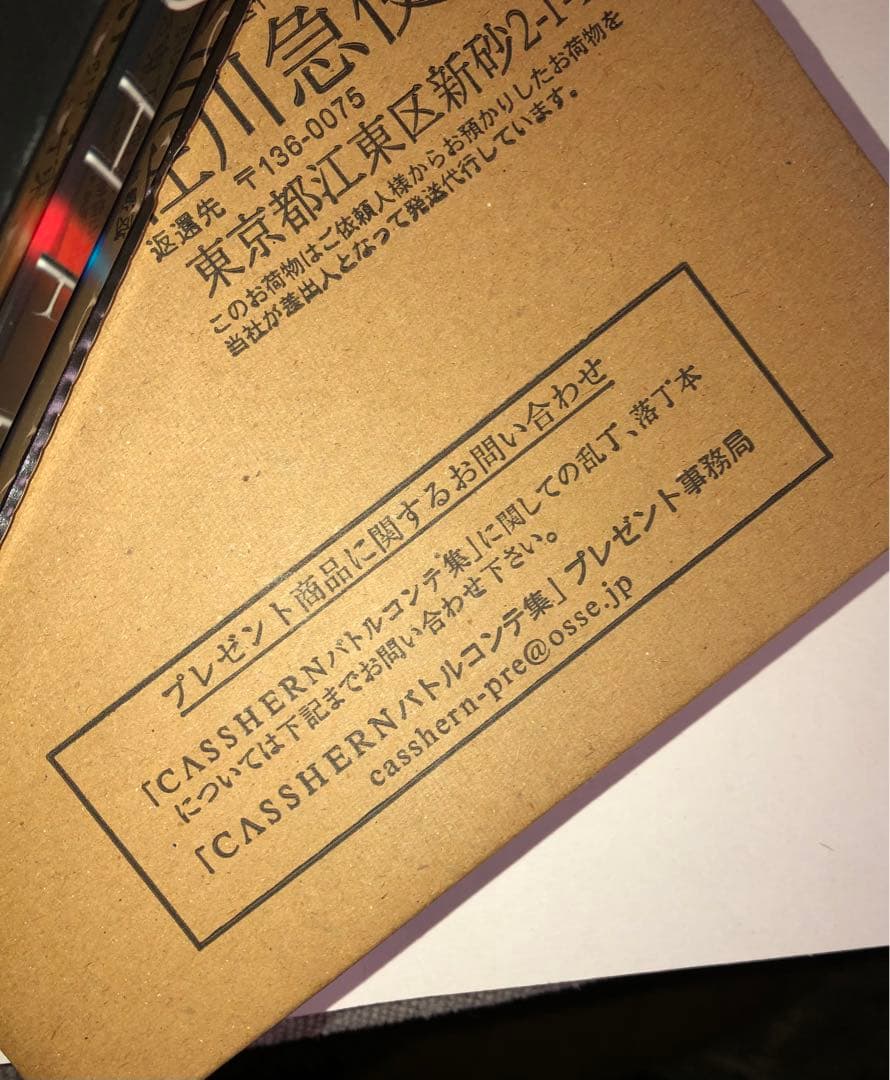 佐川急便
返還先 〒136-0075
東京都江東区新砂2-1-1
このお荷物はご依頼人様からお預かりしたお荷物を
当社が差出人となって発送代行しています。
プレゼント商品に関するお問い合わせ
「CASSHERNバトルコンテ集」に関しての乱丁、落丁本
については下記までお問い合わせ下さい。
「CASSHERNバトルコンテ集」プレゼント事務局
casshern-pre@osse.jp